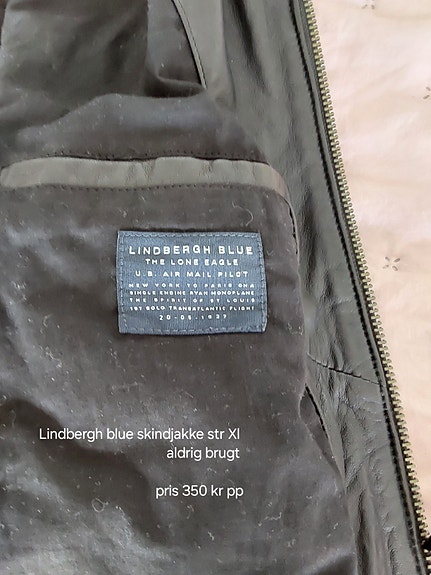 LINDBERGH BLUE
THE LONE EAGLE
U.S. AIR MAIL PILOT
NEW YORK TO PARIS ON A
SINGLE ENGINE RYAN MONOPLANE
THE SPIRIT OF ST LOUIS
1ST SOLO TRANSATLANTIC FLIGHT
20-05-1927
Lindbergh blue skindjakke str Xl
aldrig brugt
pris 350 kr pp